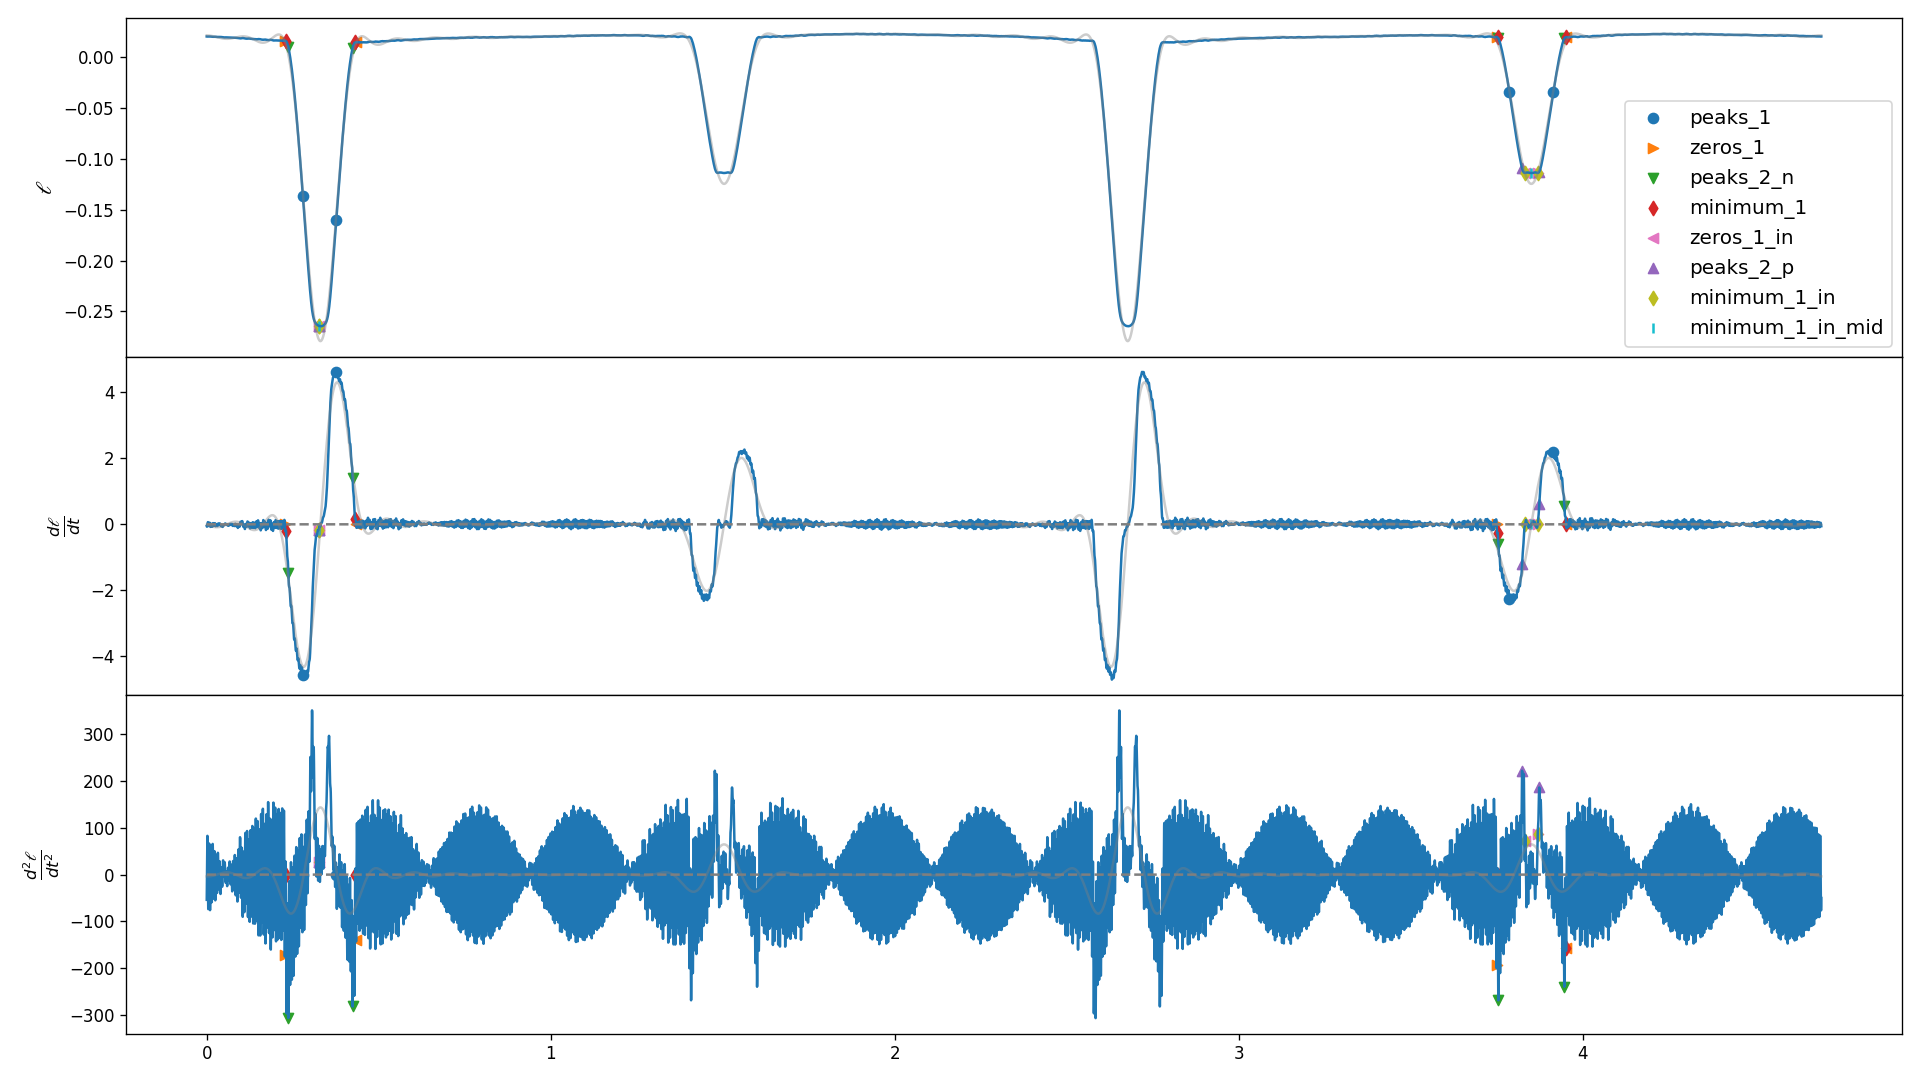 0.00
−0.05
−0.10
−0.15
−0.20
−0.25
ℓ
peaks_1
zeros_1
peaks_2_n
minimum_1
zeros_1_in
peaks_2_p
minimum_1_in
minimum_1_in_mid
4
2
0
−2
−4
dℓ
dt
300
200
100
0
−100
−200
−300
d²ℓ
dt²
0 1 2 3 4